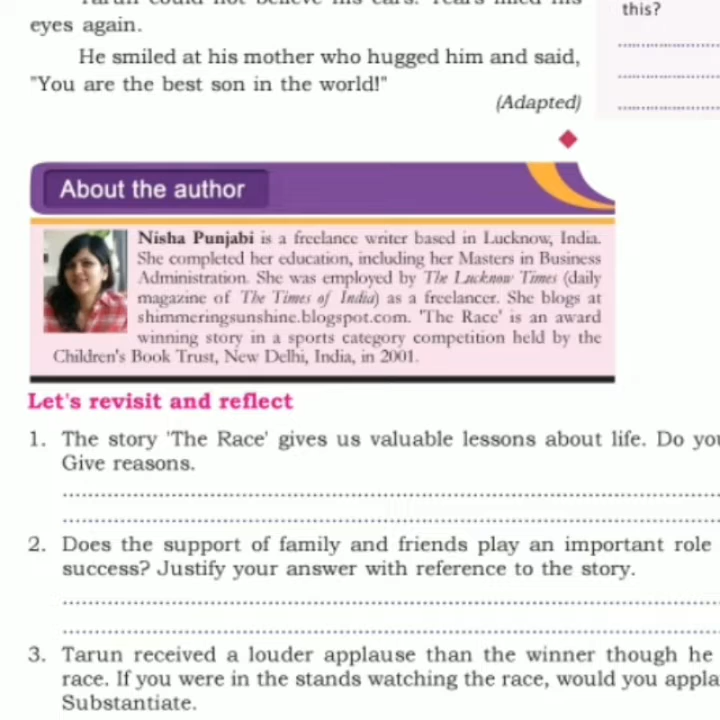 eyes again.
He smiled at his mother who hugged him and said,
"You are the best son in the world!"
(Adapted)
this?
About the author
Nisha Punjabi is a freelance writer based in Lucknow, India.
She completed her education, including her Masters in Business
Administration. She was employed by The Lucknow Times (daily
magazine of The Times of India) as a freelancer. She blogs at
shimmeringsunshine.blogspot.com. 'The Race' is an award
winning story in a sports category competition held by the
Children's Book Trust, New Delhi, India, in 2001.
Let's revisit and reflect
1. The story 'The Race' gives us valuable lessons about life. Do you
Give reasons.
2. Does the support of family and friends play an important role
success? Justify your answer with reference to the story.
3. Tarun received a louder applause than the winner though he
race. If you were in the stands watching the race, would you appla
Substantiate.